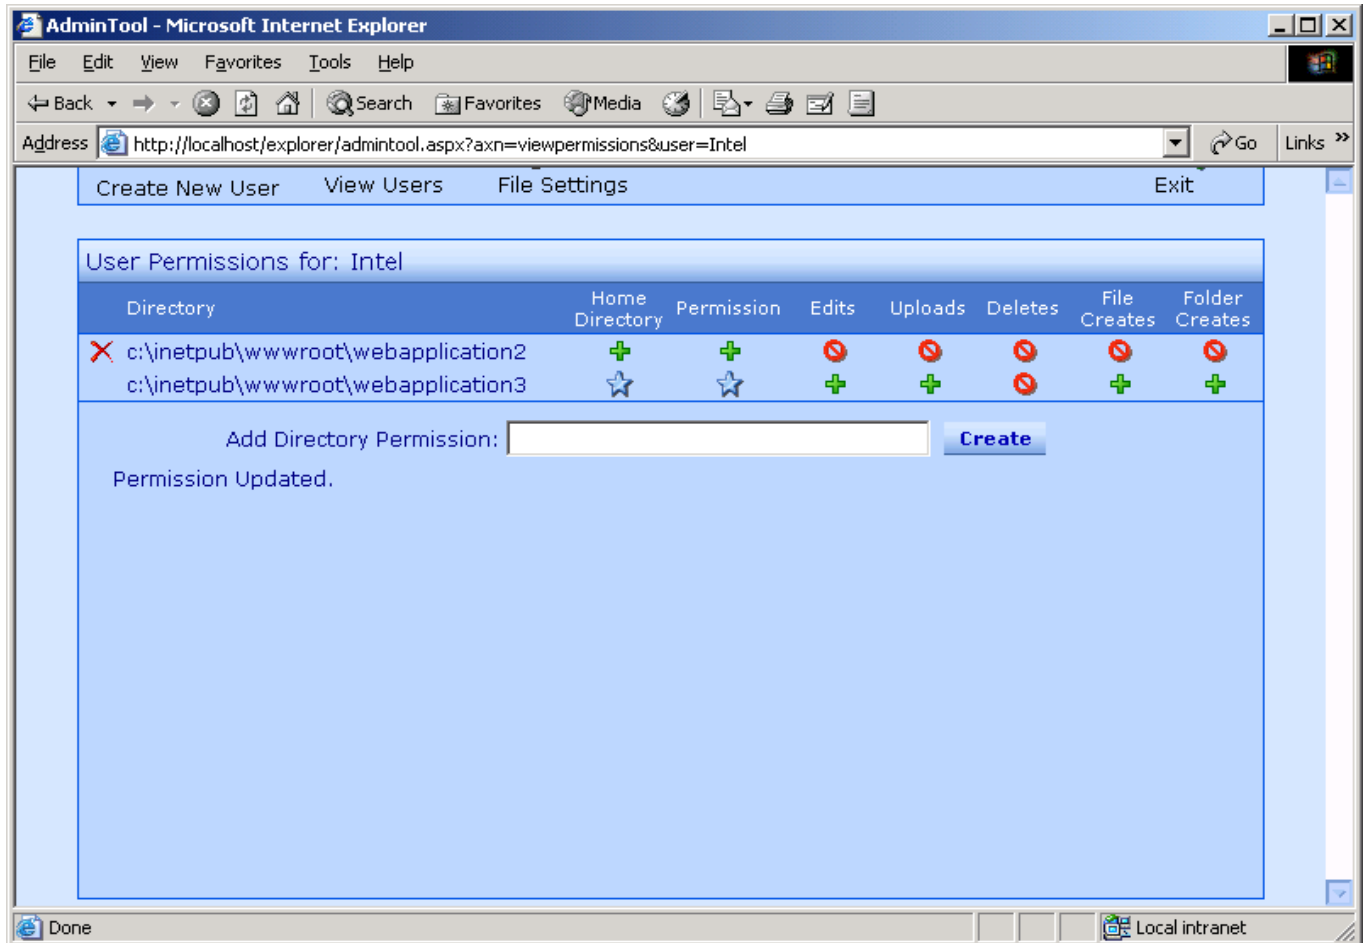 AdminTool - Microsoft Internet Explorer
File Edit View Favorites Tools Help
Back Search Favorites Media
Address http://localhost/explorer/admintool.aspx?axn=viewpermissions&user=Intel Go Links »
Create New User View Users File Settings Exit
User Permissions for: Intel
Directory Home Directory Permission Edits Uploads Deletes File Creates Folder Creates
c:\inetpub\wwwroot\webapplication2
c:\inetpub\wwwroot\webapplication3
Add Directory Permission: Create
Permission Updated.
Done Local intranet